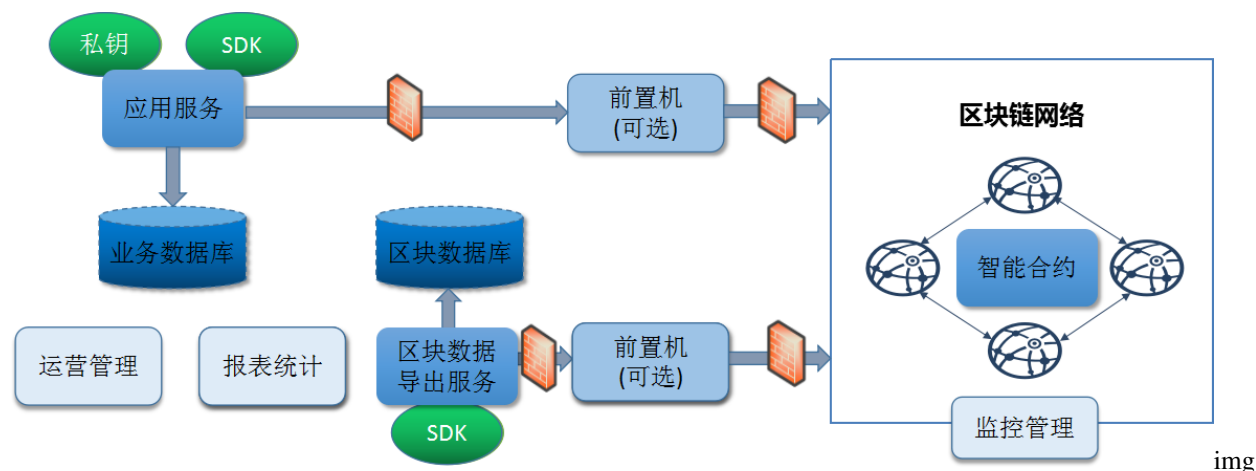 私钥
SDK
应用服务
前置机
(可选)
区块链网络
业务数据库
区块数据库
智能合约
运营管理
报表统计
区块数据
导出服务
前置机
(可选)
SDK
监控管理
img